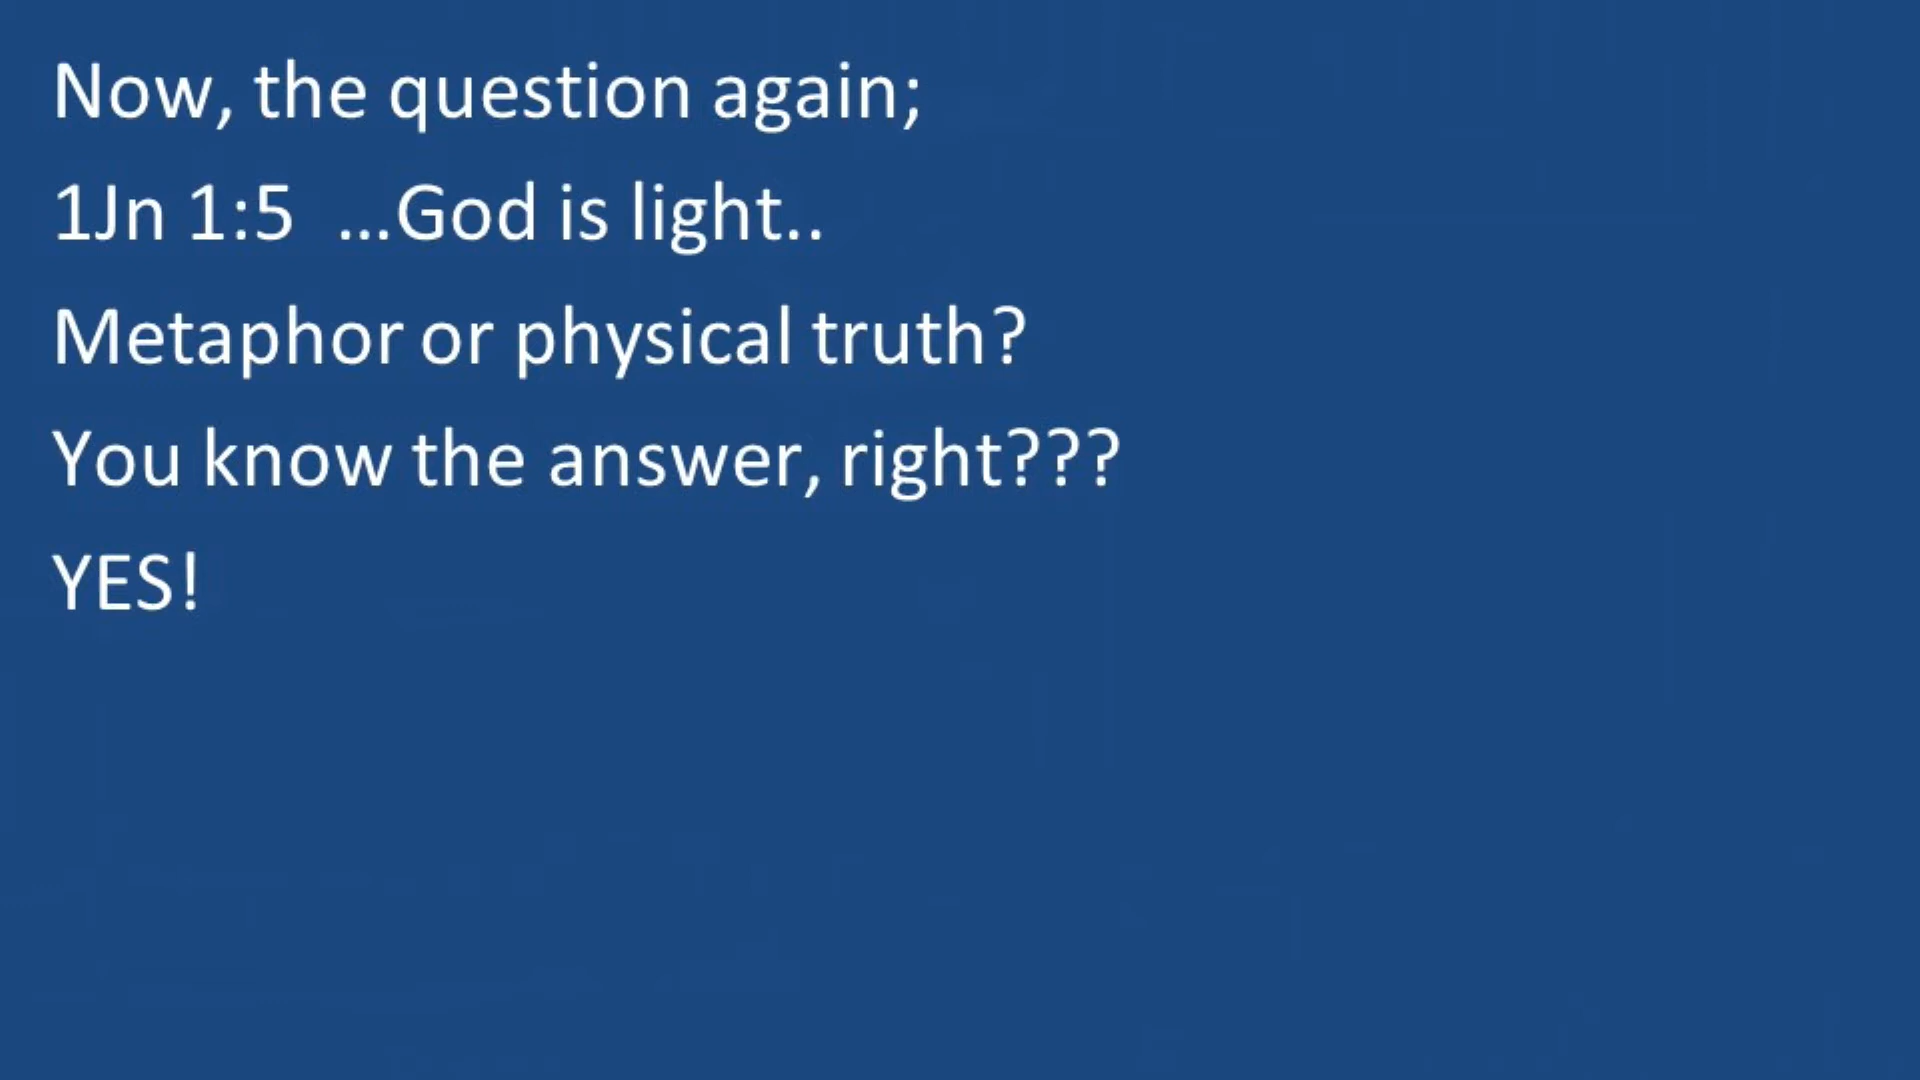 Now, the question again;
1Jn 1:5  ...God is light..
Metaphor or physical truth?
You know the answer, right???
YES!